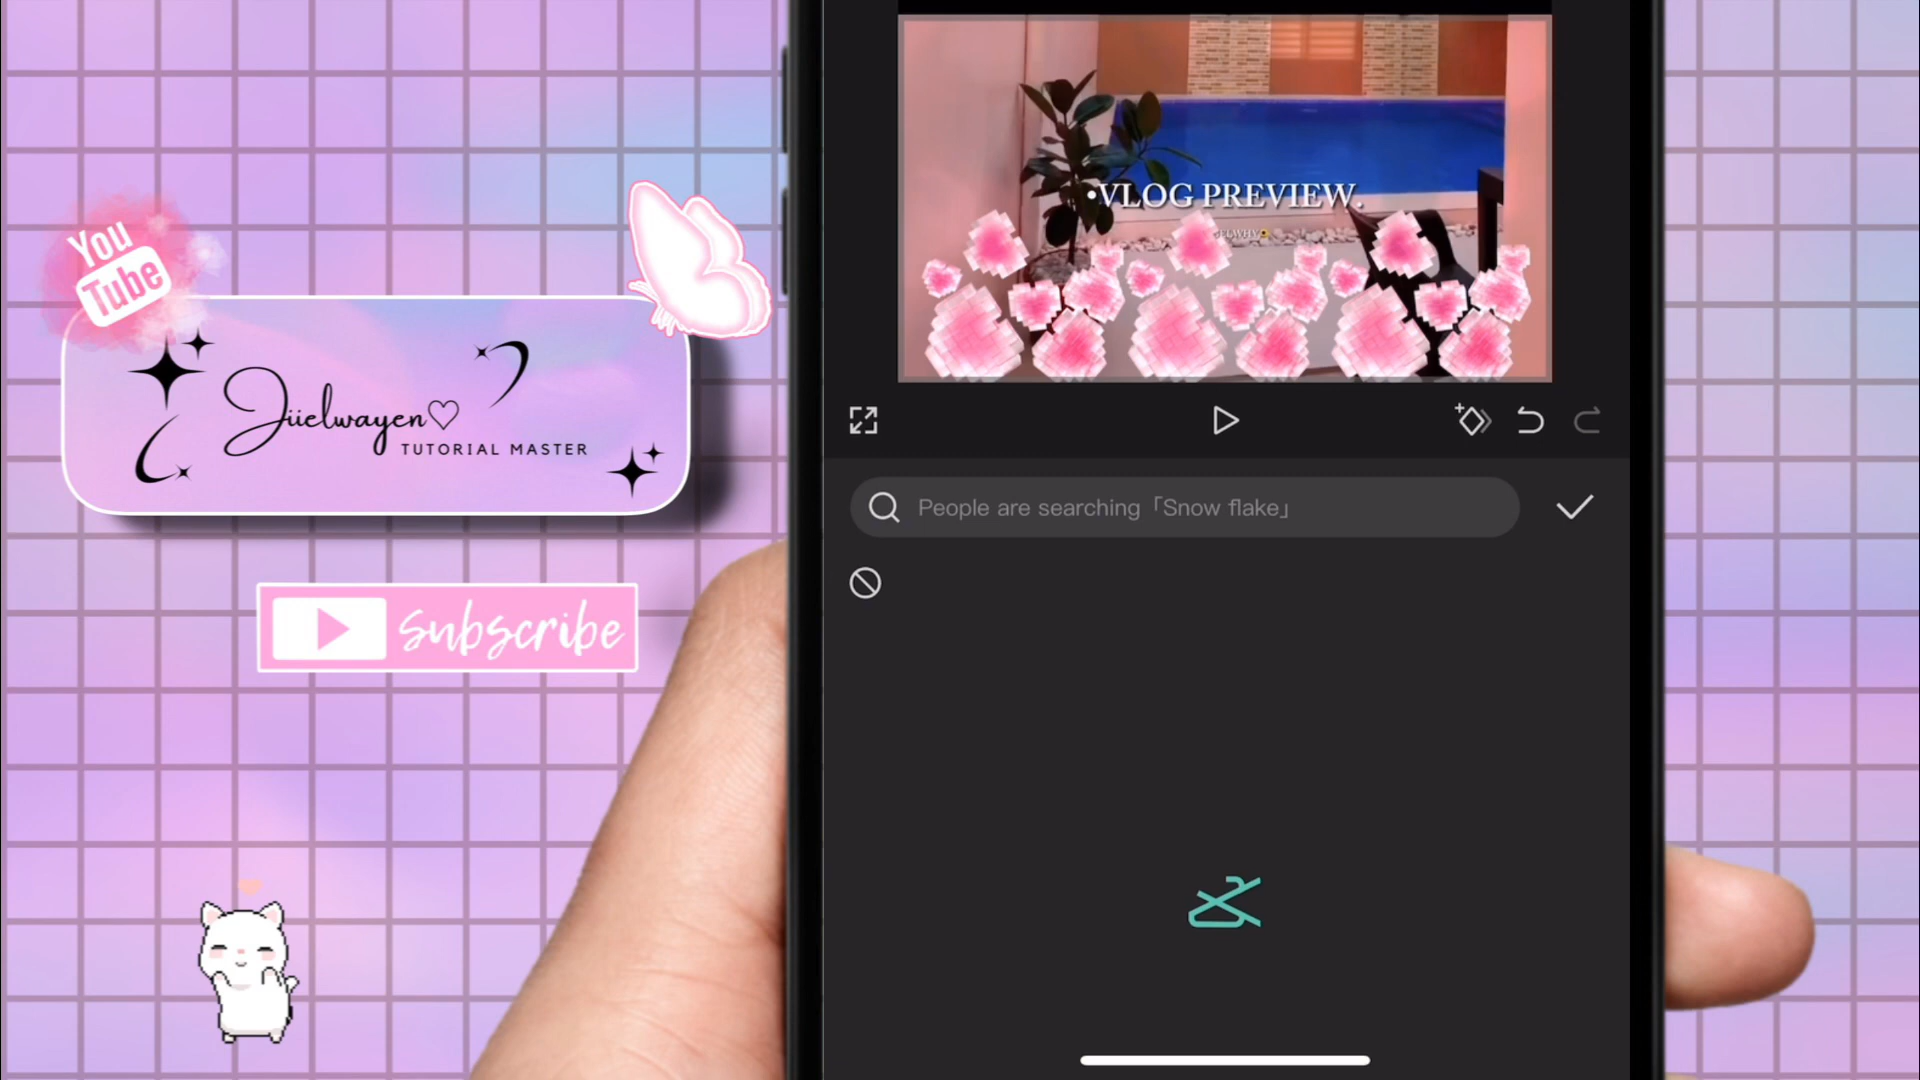 You
Tube
Jiielwayen♡
TUTORIAL MASTER
Subscribe
•VLOG PREVIEW.
People are searching「Snow flake」